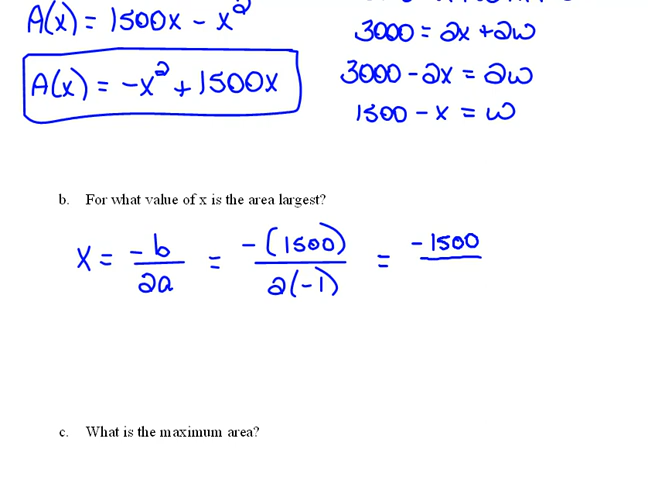 A(x) = 1500x - x²
3000 = 2x + 2w
A(x) = -x² + 1500x
3000 - 2x = 2w
1500 - x = w
b. For what value of x is the area largest?
x = -b/2a = -(1500)/2(-1) = -1500
c. What is the maximum area?